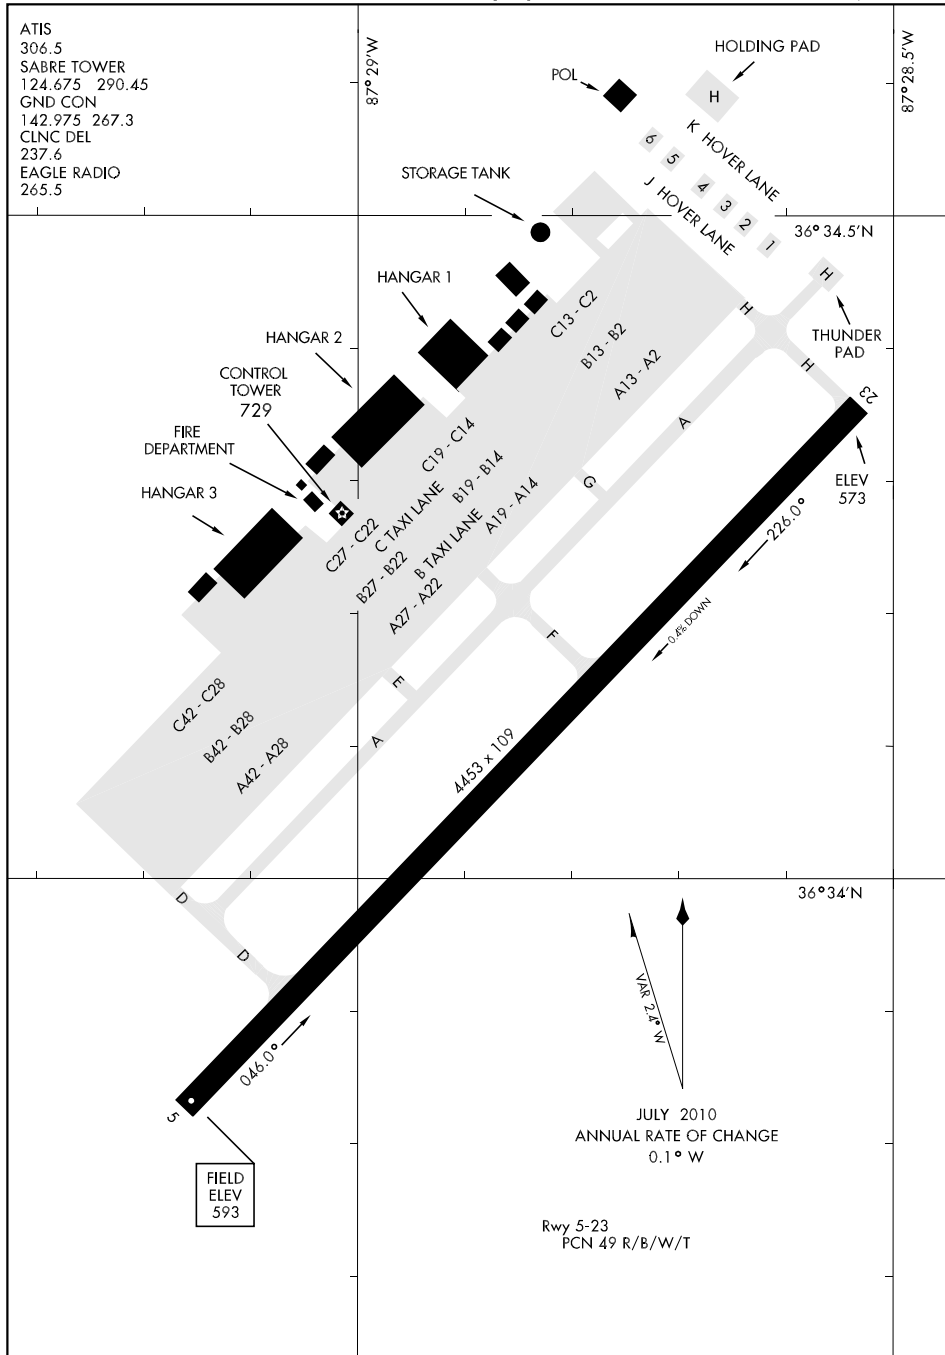 ATIS
306.5
SABRE TOWER
124.675 290.45
GND CON
142.975 267.3
CLNC DEL
237.6
EAGLE RADIO
265.5
87°29'W
87°28.5'W
HOLDING PAD
POL
H
K HOVER LANE
6
5
4
3
2
1
J HOVER LANE
STORAGE TANK
36°34.5'N
H
THUNDER
PAD
HANGAR 1
C13 - C2
B13 - B2
A13 - A2
H
H
HANGAR 2
CONTROL
TOWER
729
23
FIRE
DEPARTMENT
C19 - C14
B19 - B14
A19 - A14
A
G
ELEV
573
HANGAR 3
C27 - C22
C TAXI LANE
B27 - B22
B TAXI LANE
A27 - A22
226.0°
0.4% DOWN
F
E
C42 - C28
B42 - B28
A42 - A28
A
4453 x 109
D
D
36°34'N
VAR 2.4° W
046.0°
5
JULY 2010
ANNUAL RATE OF CHANGE
0.1° W
FIELD
ELEV
593
Rwy 5-23
PCN 49 R/B/W/T